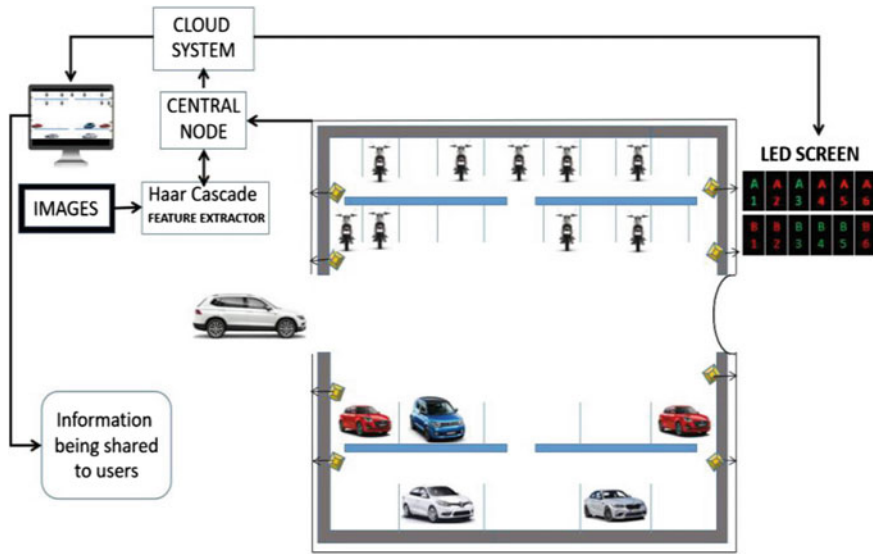 CLOUD
SYSTEM
CENTRAL
NODE
Haar Cascade
FEATURE EXTRACTOR
IMAGES
LED SCREEN
A A A A A A
1 2 3 4 5 6
B B B B B B
1 2 3 4 5 6
Information
being shared
to users